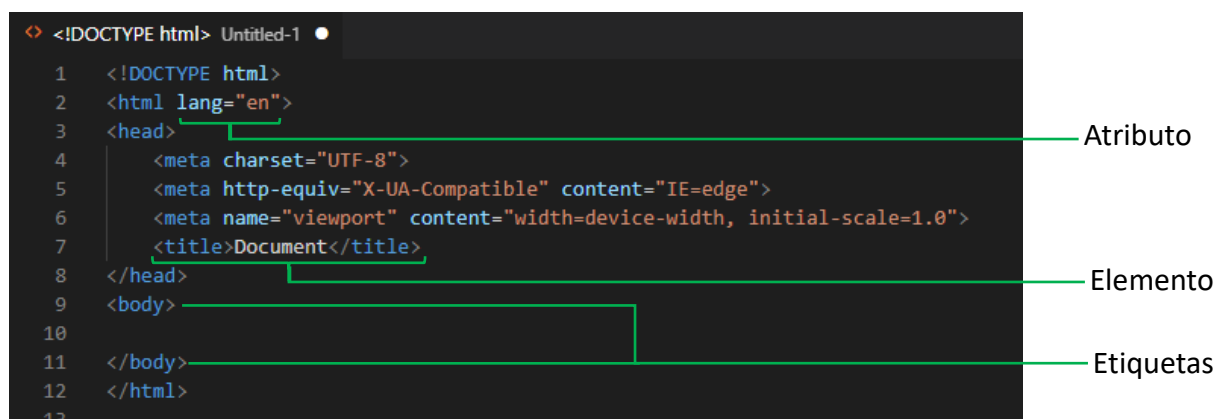 <> <!DOCTYPE html> Untitled-1 ●
1 <!DOCTYPE html>
2 <html lang="en">
3 <head>
Atributo
4 <meta charset="UTF-8">
5 <meta http-equiv="X-UA-Compatible" content="IE=edge">
6 <meta name="viewport" content="width=device-width, initial-scale=1.0">
7 <title>Document</title>
8 </head>
Elemento
9 <body>
10
11 </body>
Etiquetas
12 </html>
13